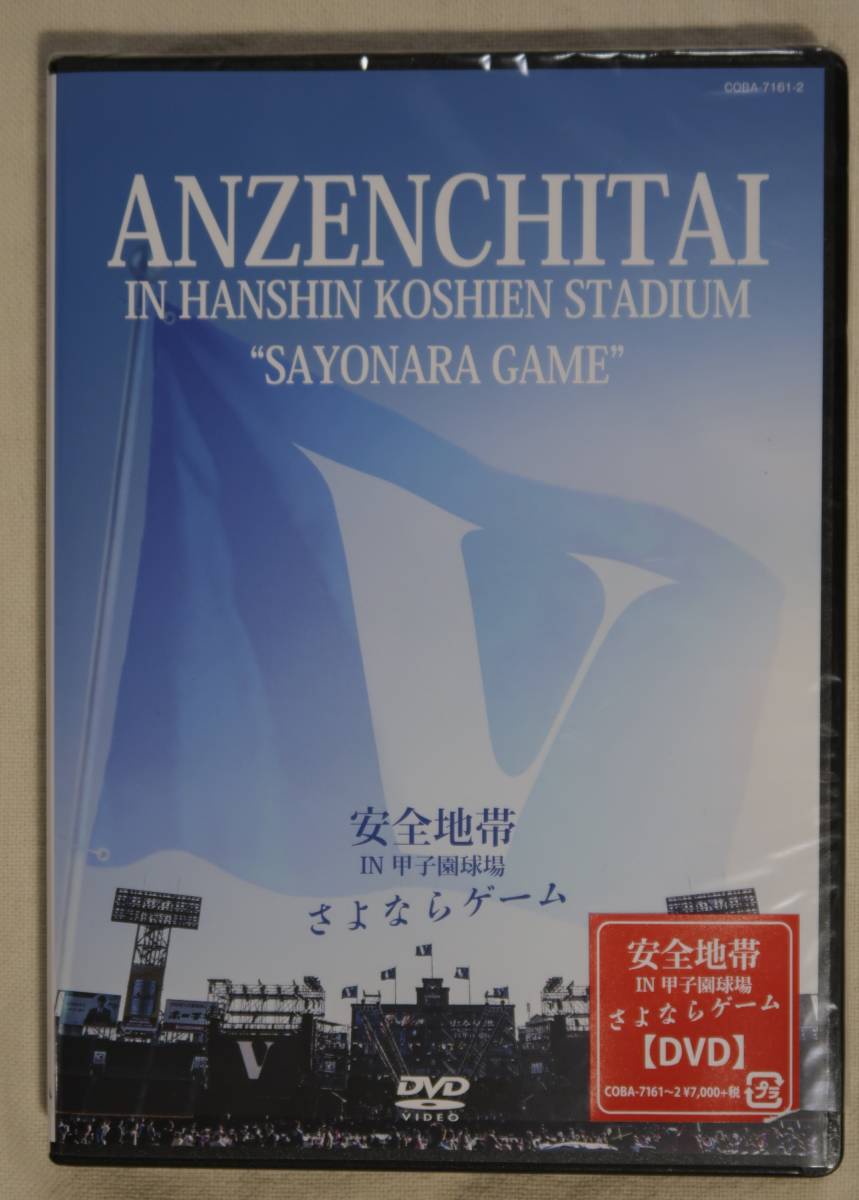 COBA-7161-2
ANZENCHITAI
IN HANSHIN KOSHIEN STADIUM
“SAYONARA GAME”
V
安全地帯
IN 甲子園球場
さよならゲーム
V
DVD
VIDEO
安全地帯
IN 甲子園球場
さよならゲーム
【DVD】
COBA-7161~2 ¥7,000+税 プラ